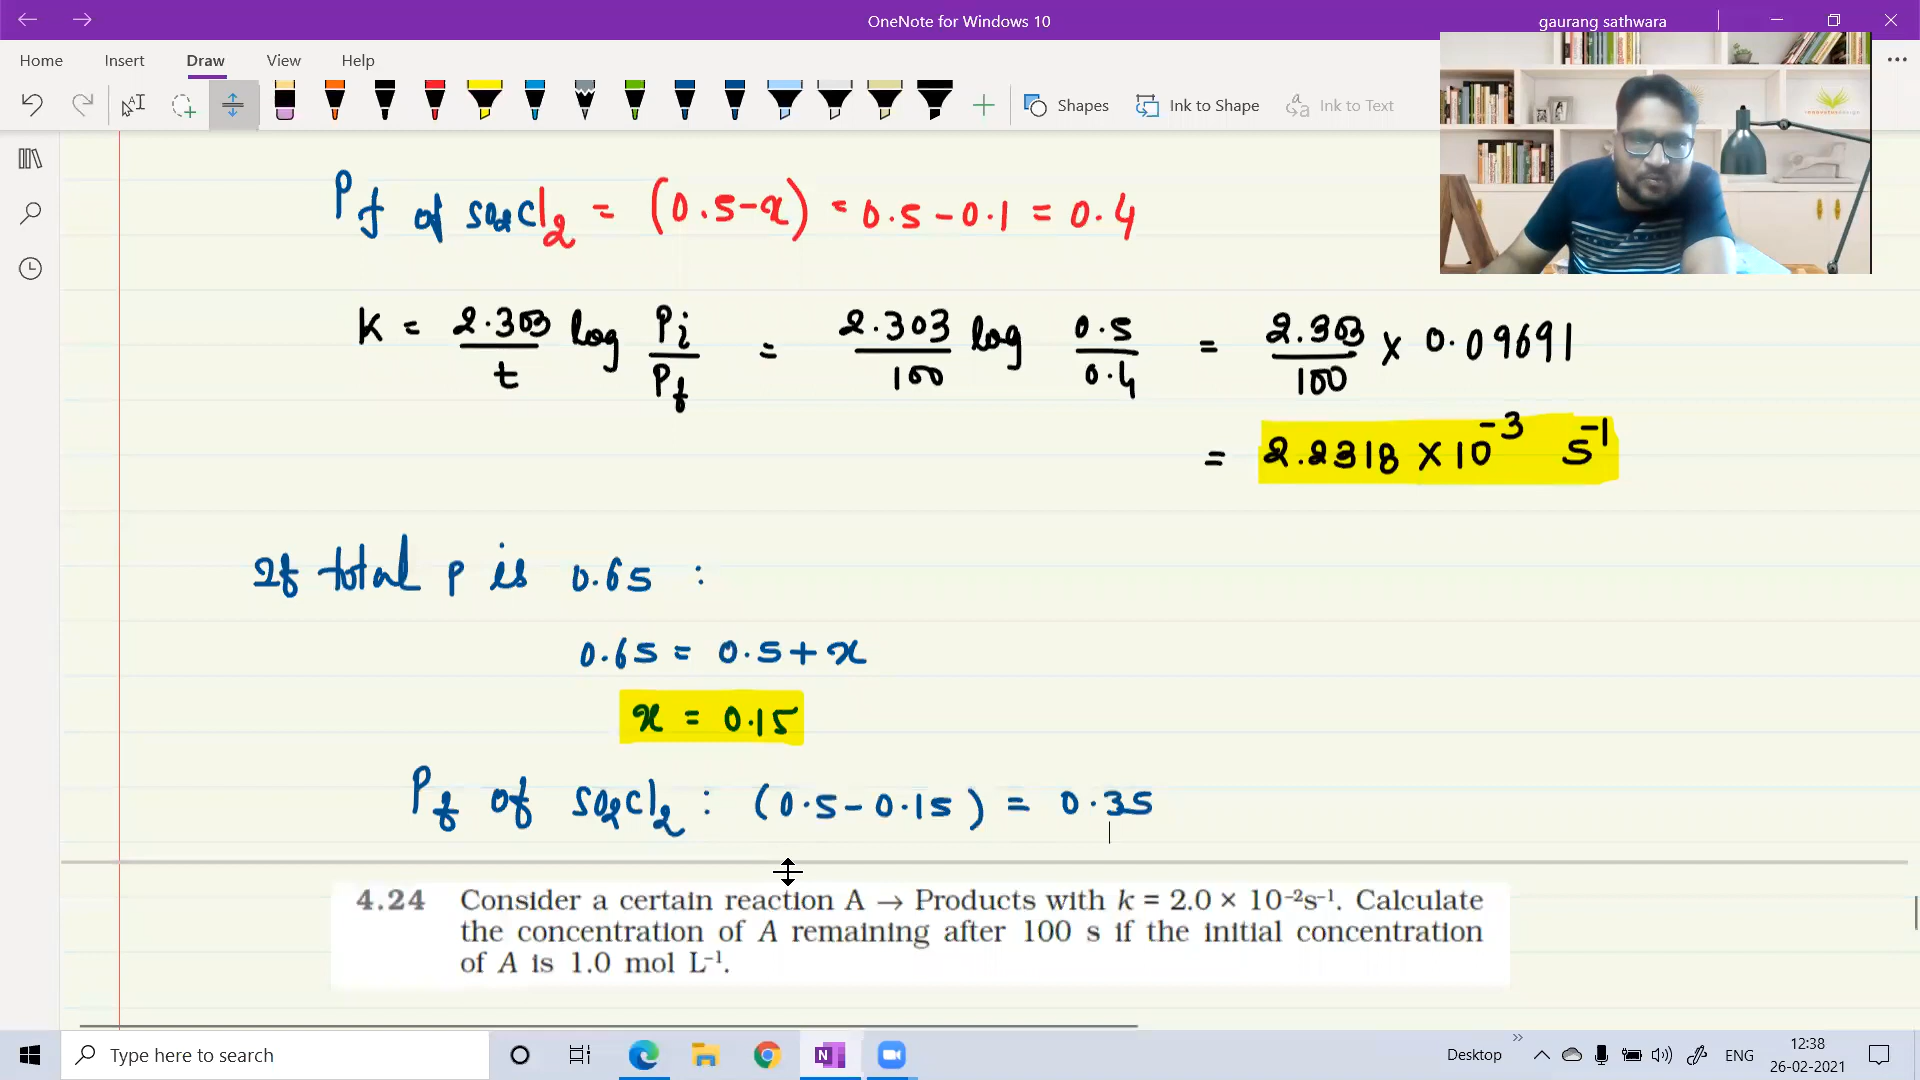 OneNote for Windows 10
gaurang sathwara
Home Insert Draw View Help
Shapes Ink to Shape Ink to Text
Pf of SO2Cl2 = (0.5-x) = 0.5 - 0.1 = 0.4
K = 2.303/t log Pi/Pf = 2.303/100 log 0.5/0.4 = 2.303/100 × 0.09691
= 2.2318 × 10⁻³ S⁻¹
If total P is 0.65 :
0.65 = 0.5 + x
x = 0.15
Pf of SO2Cl2 : (0.5 - 0.15) = 0.35
4.24 Consider a certain reaction A → Products with k = 2.0 × 10⁻²s⁻¹. Calculate
the concentration of A remaining after 100 s if the initial concentration
of A is 1.0 mol L⁻¹.
Type here to search
Desktop
ENG
12:38
26-02-2021